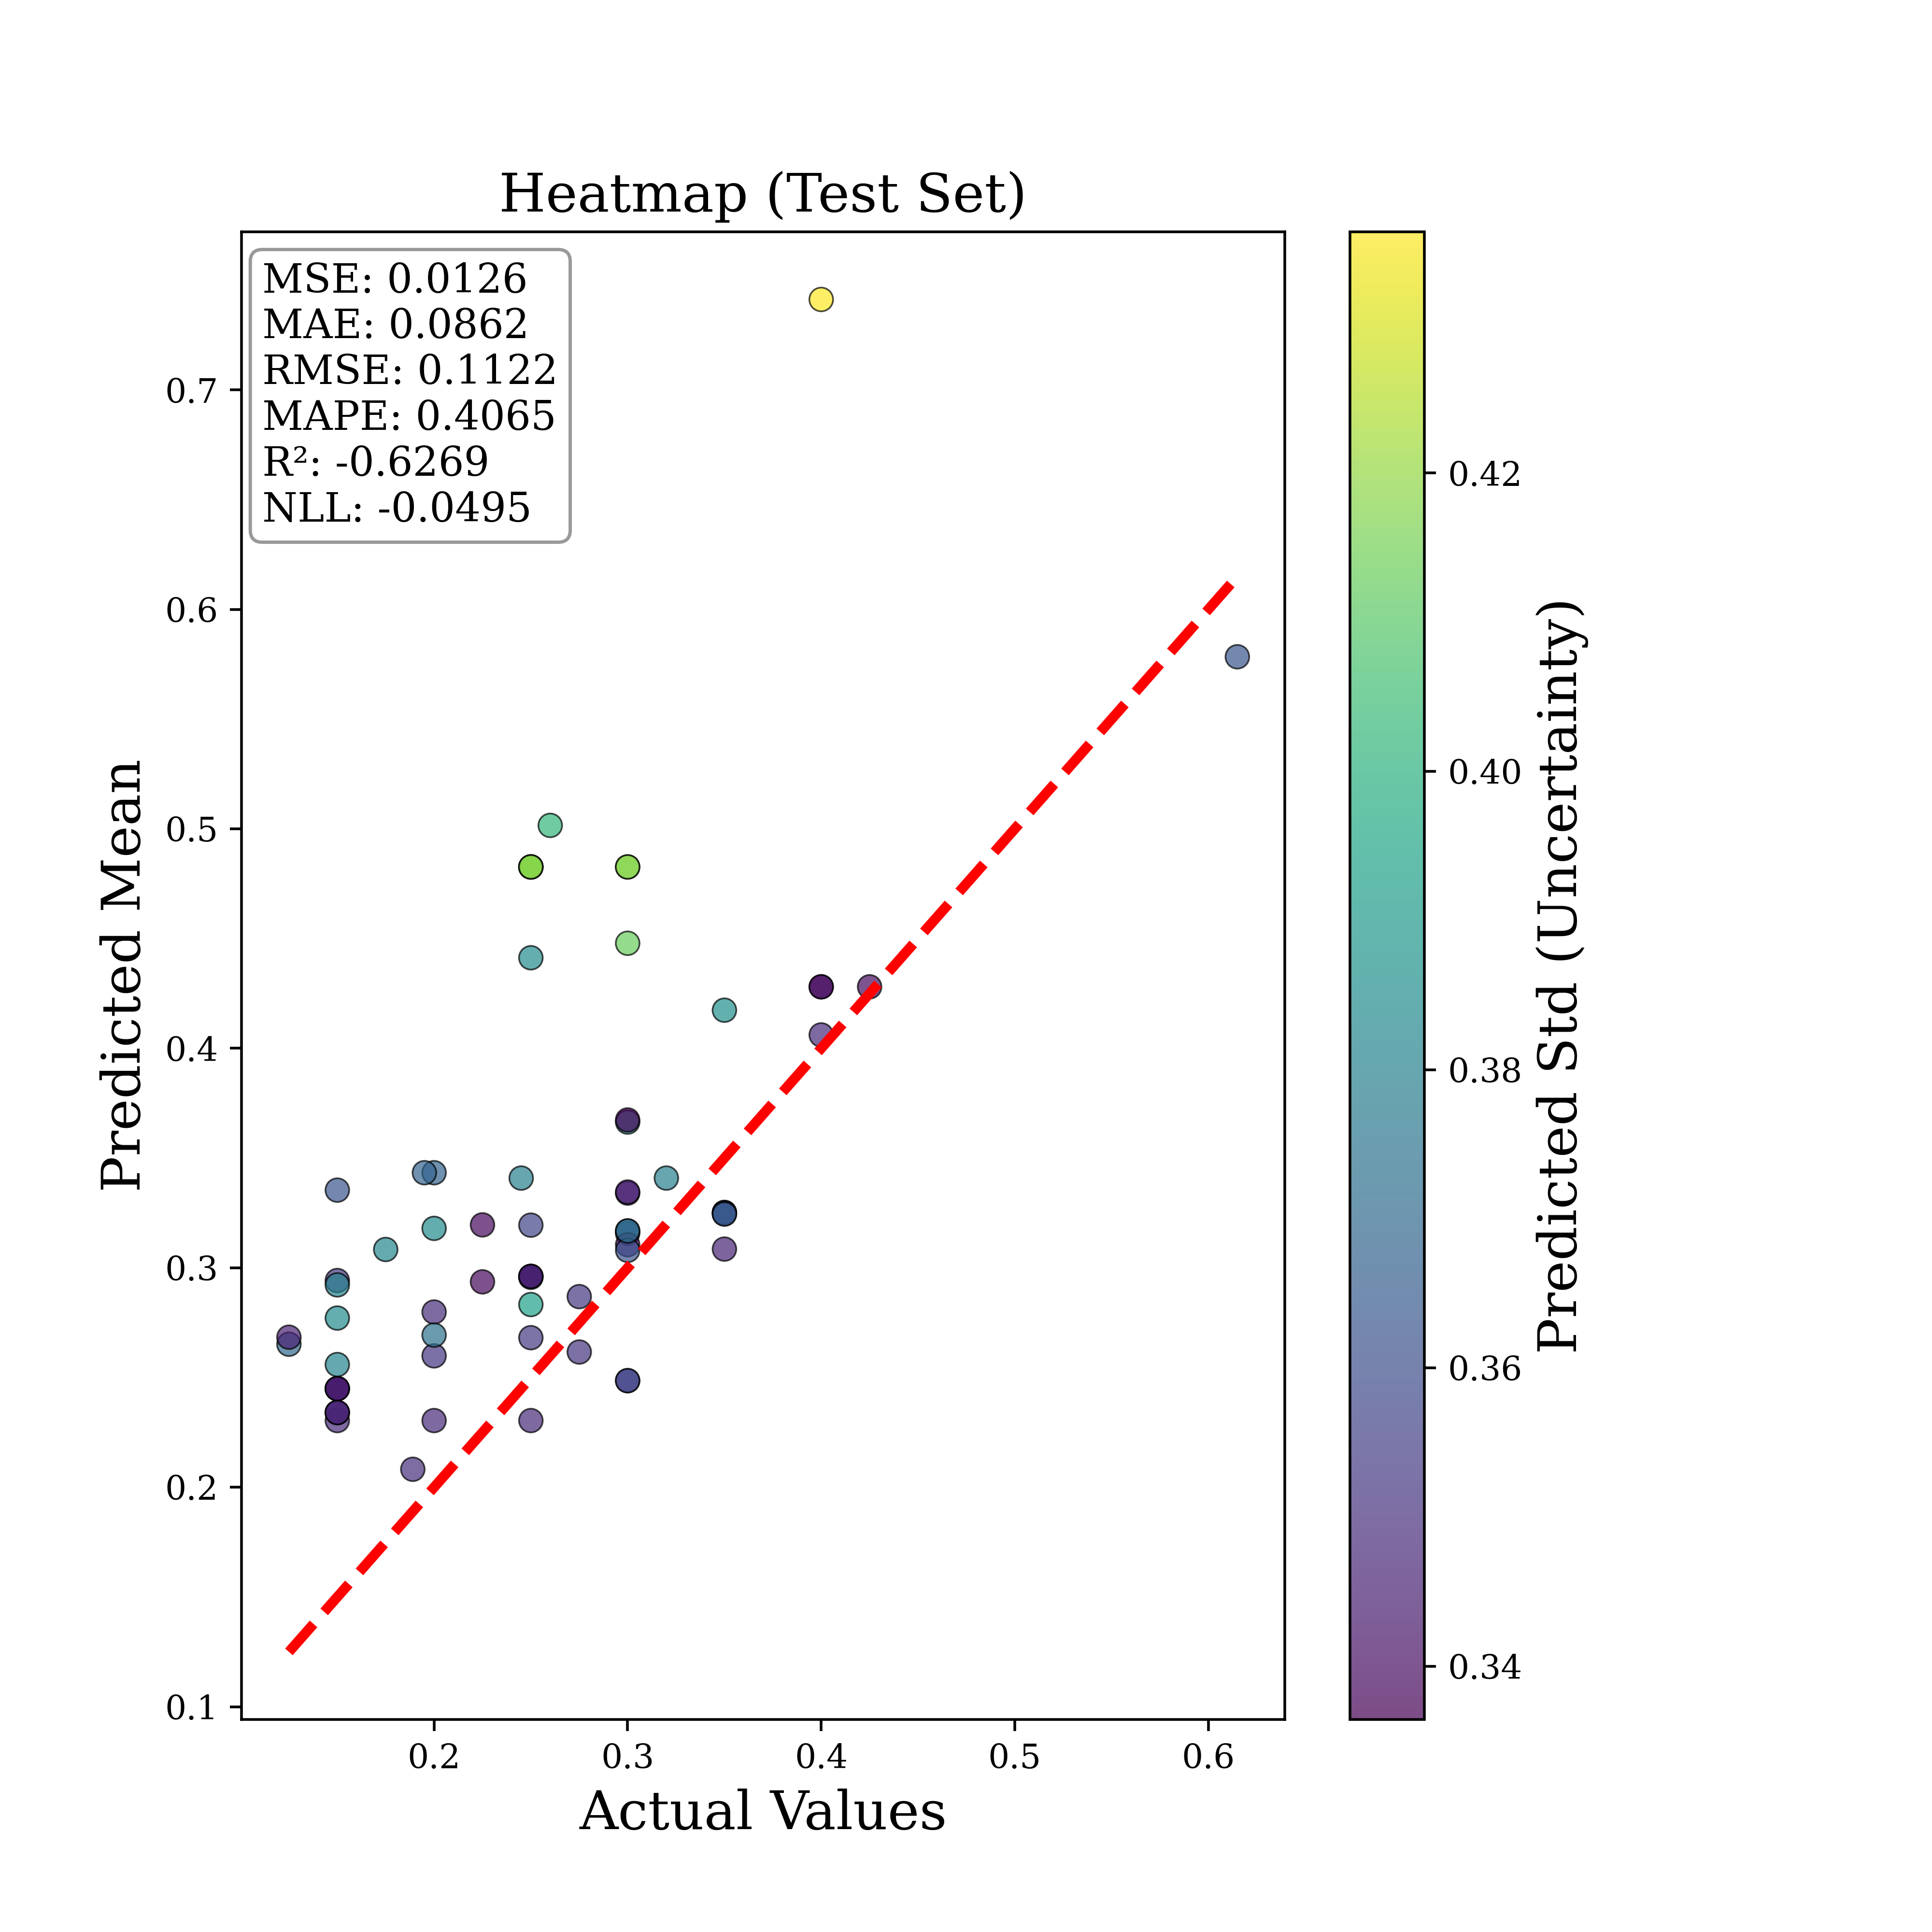 Heatmap (Test Set)
MSE: 0.0126
MAE: 0.0862
RMSE: 0.1122
MAPE: 0.4065
R²: -0.6269
NLL: -0.0495
Predicted Mean
0.7
0.6
0.5
0.4
0.3
0.2
0.1
0.2
0.3
0.4
0.5
0.6
Actual Values
0.42
0.40
0.38
0.36
0.34
Predicted Std (Uncertainty)